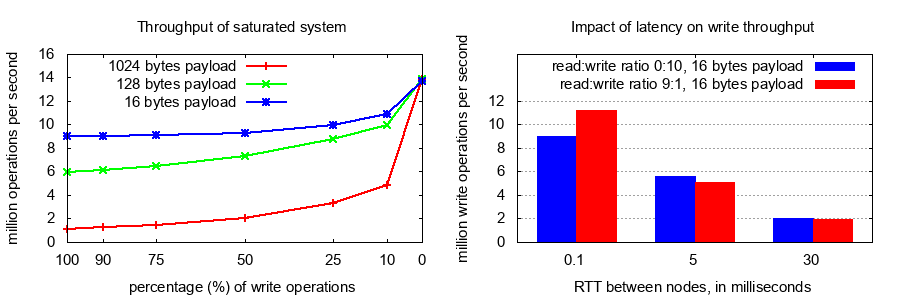 Throughput of saturated system
million operations per second
16
14
12
10
8
6
4
2
0
1024 bytes payload
128 bytes payload
16 bytes payload
100 90 75 50 25 10 0
percentage (%) of write operations
Impact of latency on write throughput
million write operations per second
12
10
8
6
4
2
0
read:write ratio 0:10, 16 bytes payload
read:write ratio 9:1, 16 bytes payload
0.1 5 30
RTT between nodes, in milliseconds